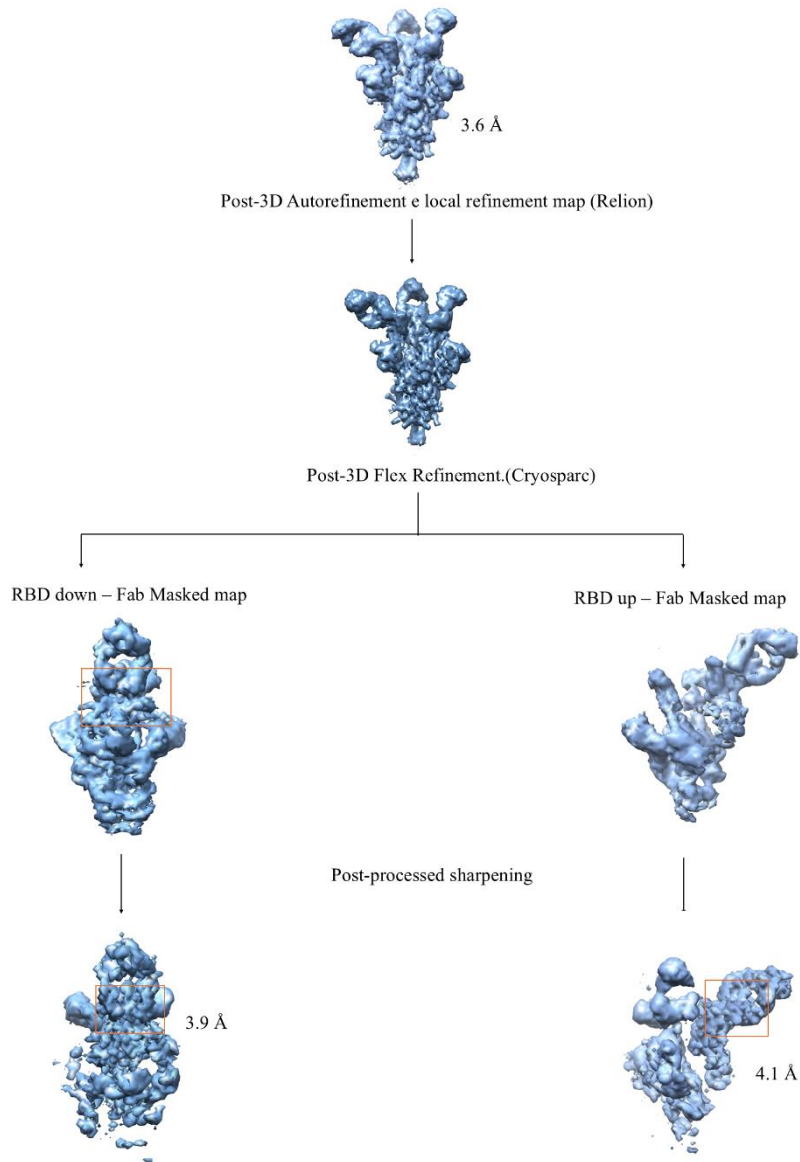 3.6 Å
Post-3D Autorefinement e local refinement map (Relion)
Post-3D Flex Refinement.(Cryosparc)
RBD down – Fab Masked map
RBD up – Fab Masked map
Post-processed sharpening
3.9 Å
4.1 Å